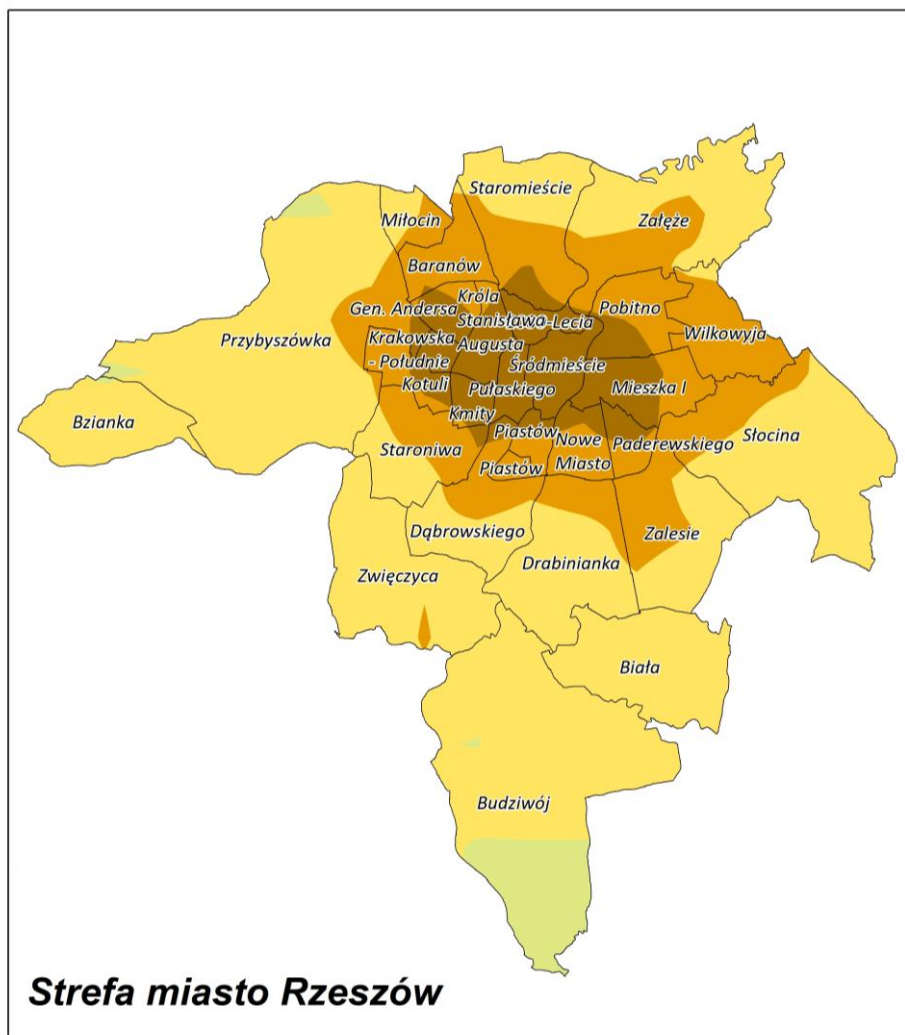 Staromieście
Załęże
Miłocin
Baranów
Króla
Gen. Andersa
Stanisława
-Lecia
Pobitno
Wilkowyja
Krakowska
Augusta
Przybyszówka
- Południe
Śródmieście
Kotuli
Pułaskiego
Mieszka I
Kmity
Bzianka
Piastów
Nowe
Paderewskiego
Słocina
Staroniwa
Piastów
Miasto
Dąbrowskiego
Zalesie
Drabinianka
Zwięczyca
Biała
Budziwój
Strefa miasto Rzeszów